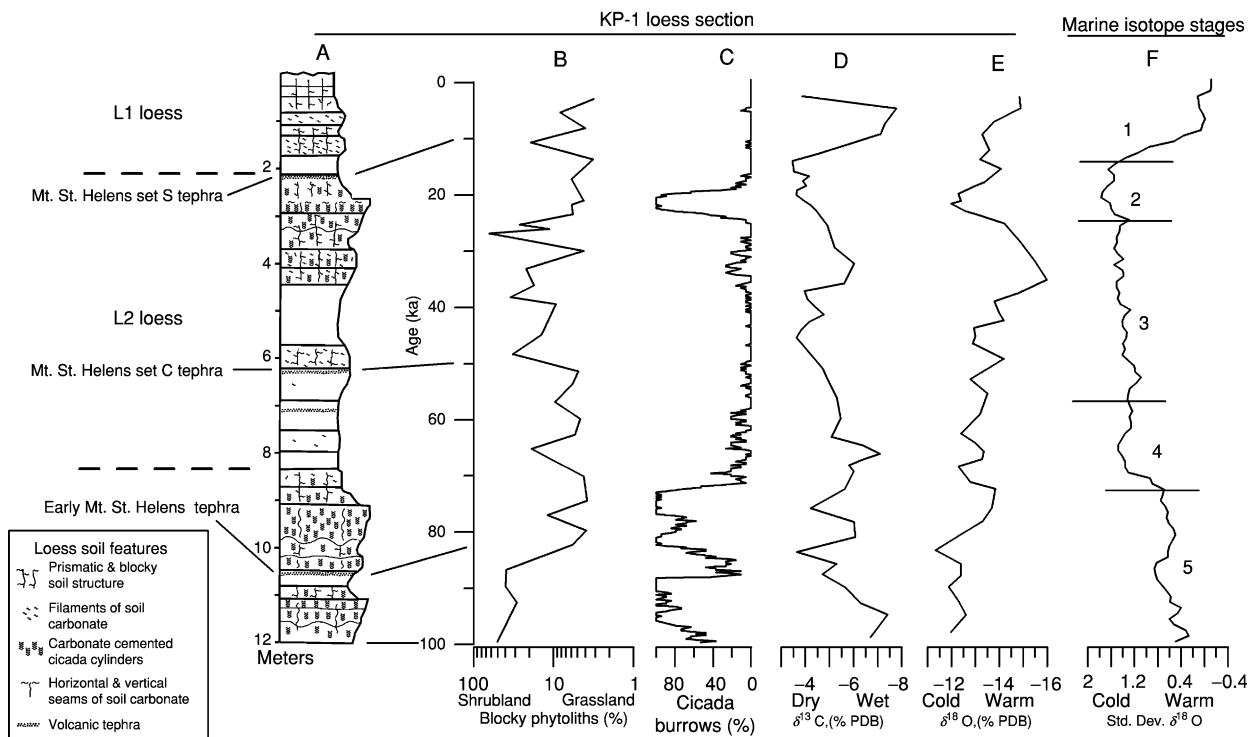 KP-1 loess section
Marine isotope stages
A
B
C
D
E
F
L1 loess
Mt. St. Helens set S tephra
L2 loess
Mt. St. Helens set C tephra
Early Mt. St. Helens tephra
2
4
6
8
10
12
Meters
Loess soil features
Prismatic & blocky
soil structure
Filaments of soil
carbonate
Carbonate cemented
cicada cylinders
Horizontal & vertical
seams of soil carbonate
Volcanic tephra
Age (ka)
0
20
40
60
80
100
100
10
1
Shrubland
Grassland
Blocky phytoliths (%)
80
40
0
Cicada
burrows (%)
−4
−6
−8
Dry
Wet
δ13 C,(% PDB)
−12
−14
−16
Cold
Warm
δ18 O,(% PDB)
1
2
3
4
5
2
1.2
0.4
−0.4
Cold
Warm
Std. Dev. δ18 O